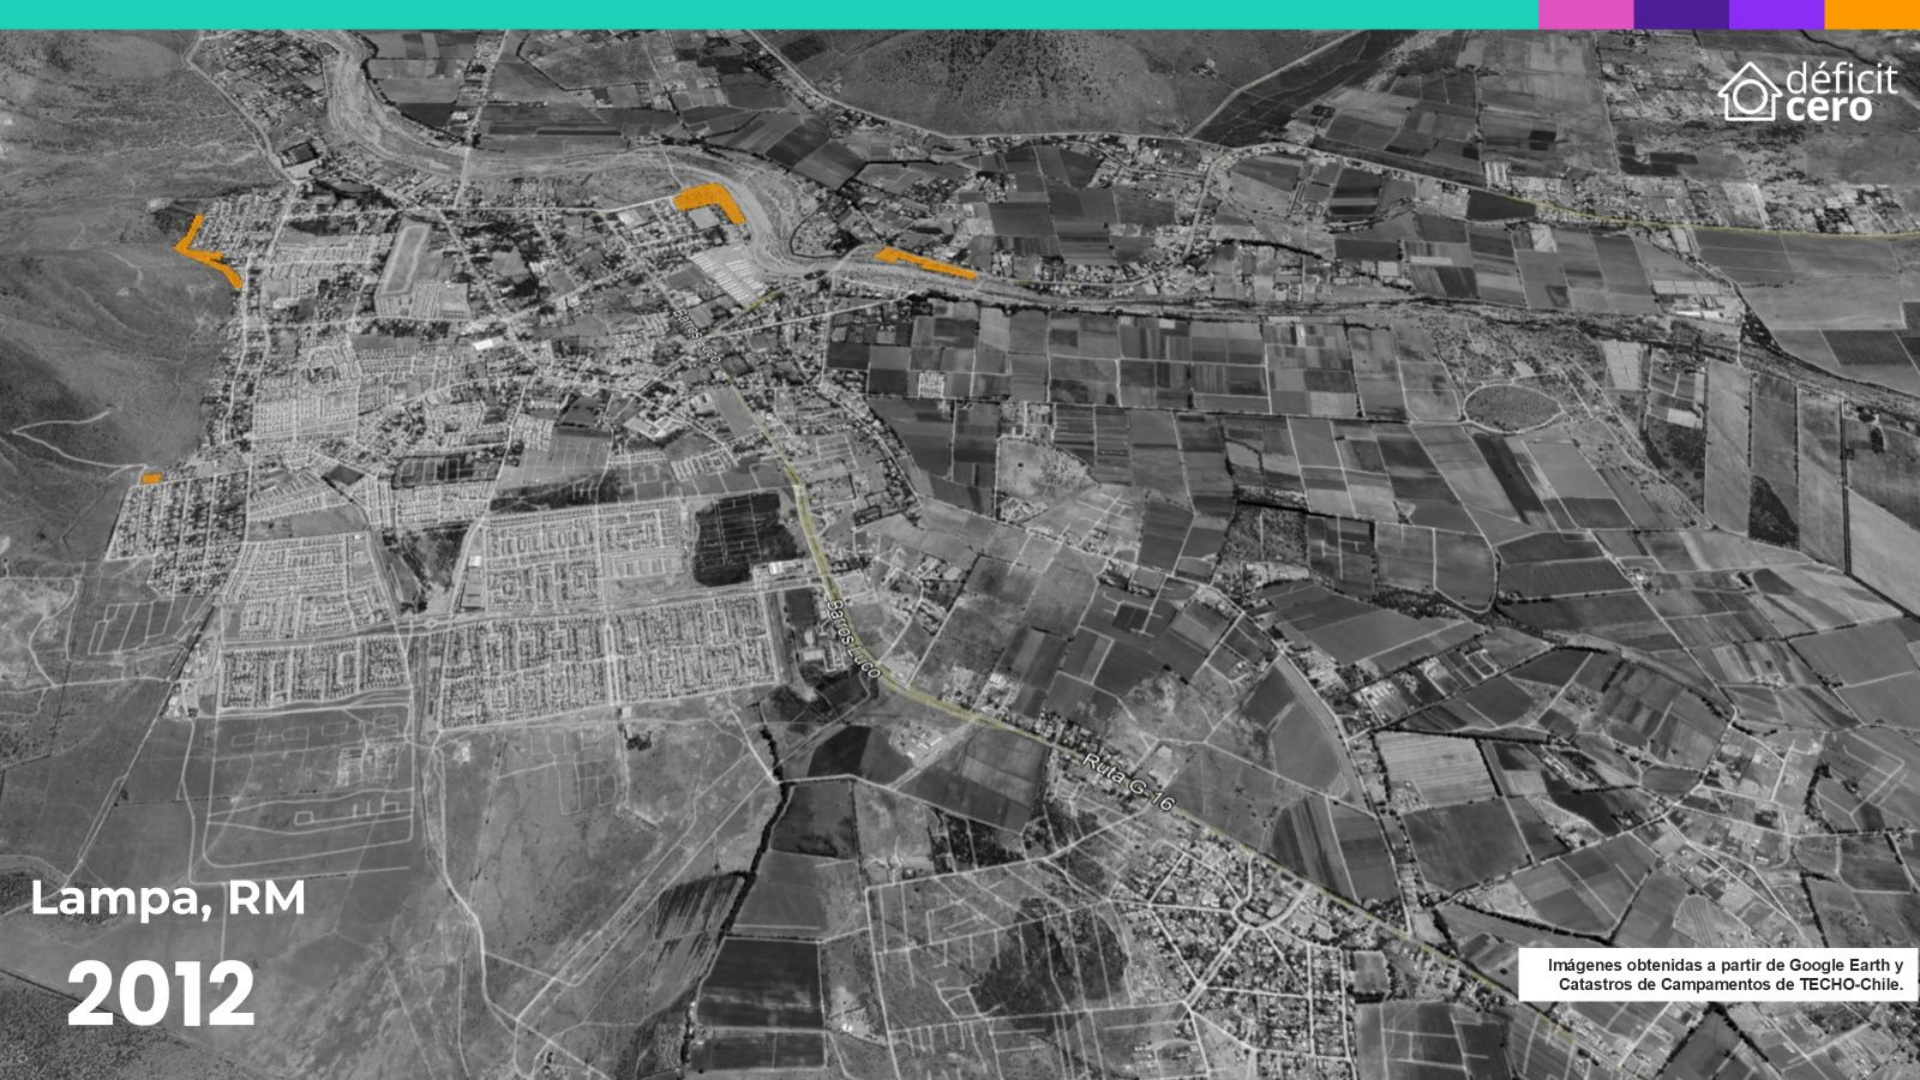 déficit
cero
Barros Luco
Barros Luco
Ruta G-16
Lampa, RM
2012
Imágenes obtenidas a partir de Google Earth y
Catastros de Campamentos de TECHO-Chile.